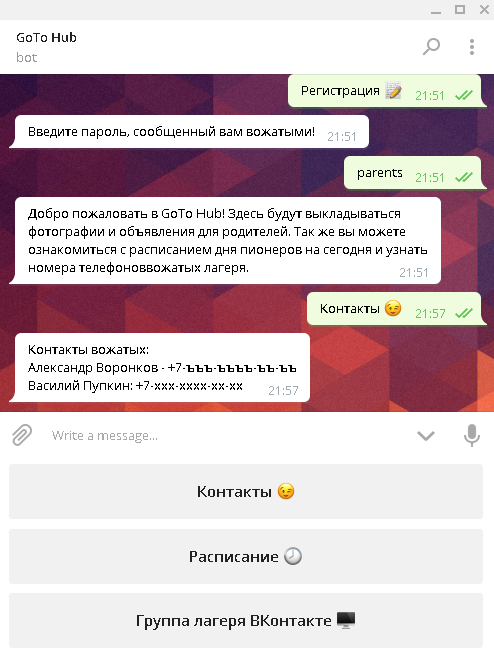 GoTo Hub
bot
Регистрация 📝 21:51
Введите пароль, сообщенный вам вожатыми! 21:51
parents 21:51
Добро пожаловать в GoTo Hub! Здесь будут выкладываться
фотографии и объявления для родителей. Так же вы можете
ознакомиться с расписанием дня пионеров на сегодня и узнать
номера телефоноввожатых лагеря. 21:51
Контакты 😉 21:57
Контакты вожатых:
Александр Воронков - +7-ъъъ-ъъъъ-ъъ-ъъ
Василий Пупкин: +7-xxx-xxxx-xx-xx 21:57
Write a message...
Контакты 😉
Расписание 🕗
Группа лагеря ВКонтакте 🖥️